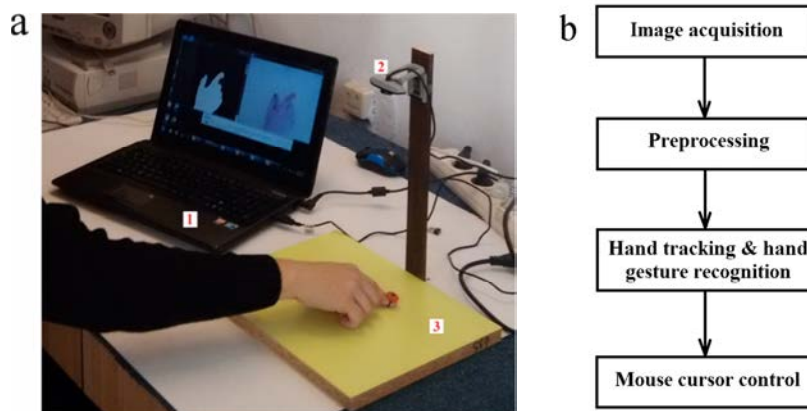 a
b
2
1
3
Image acquisition
Preprocessing
Hand tracking & hand
gesture recognition
Mouse cursor control